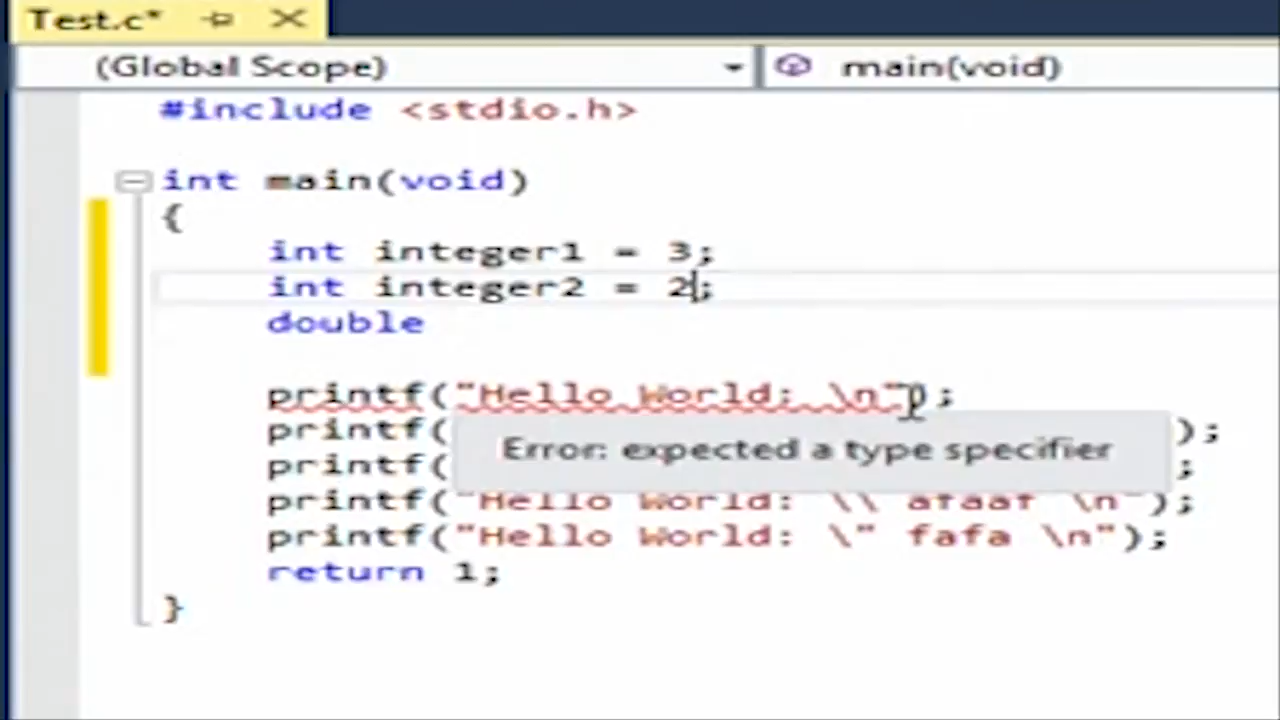 Test.c*
(Global Scope) main(void)
#include <stdio.h>
int main(void)
{
int integer1 = 3;
int integer2 = 2;
double
printf("Hello World: \n");
printf( );
Error: expected a type specifier
printf( ;
printf("Hello World: \\ afaaf \n");
printf("Hello World: \" fafa \n");
return 1;
}